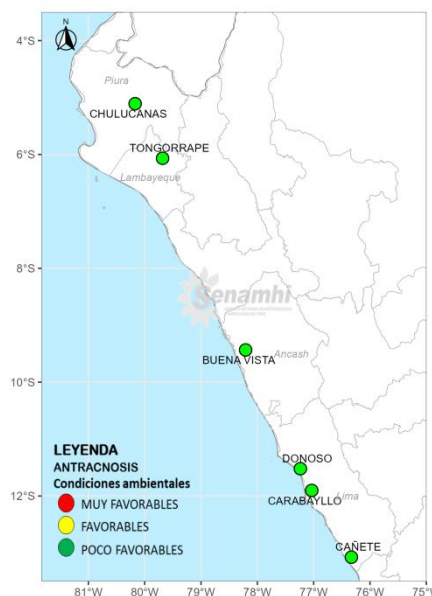 N
4°S
Piura
CHULUCANAS
TONGORRAPE
6°S
Lambayeque
8°S
Senamhi
BUENA VISTA
Ancash
10°S
LEYENDA
ANTRACNOSIS
Condiciones ambientales
MUY FAVORABLES
FAVORABLES
POCO FAVORABLES
DONOSO
12°S
CARABAYLLO
Lima
CAÑETE
81°W 80°W 79°W 78°W 77°W 76°W 75°W